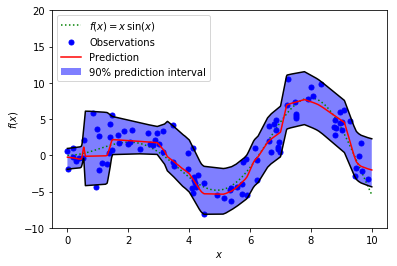 20
15
10
5
0
−5
−10
f(x)
f(x) = x sin(x)
Observations
Prediction
90% prediction interval
0 2 4 6 8 10
x